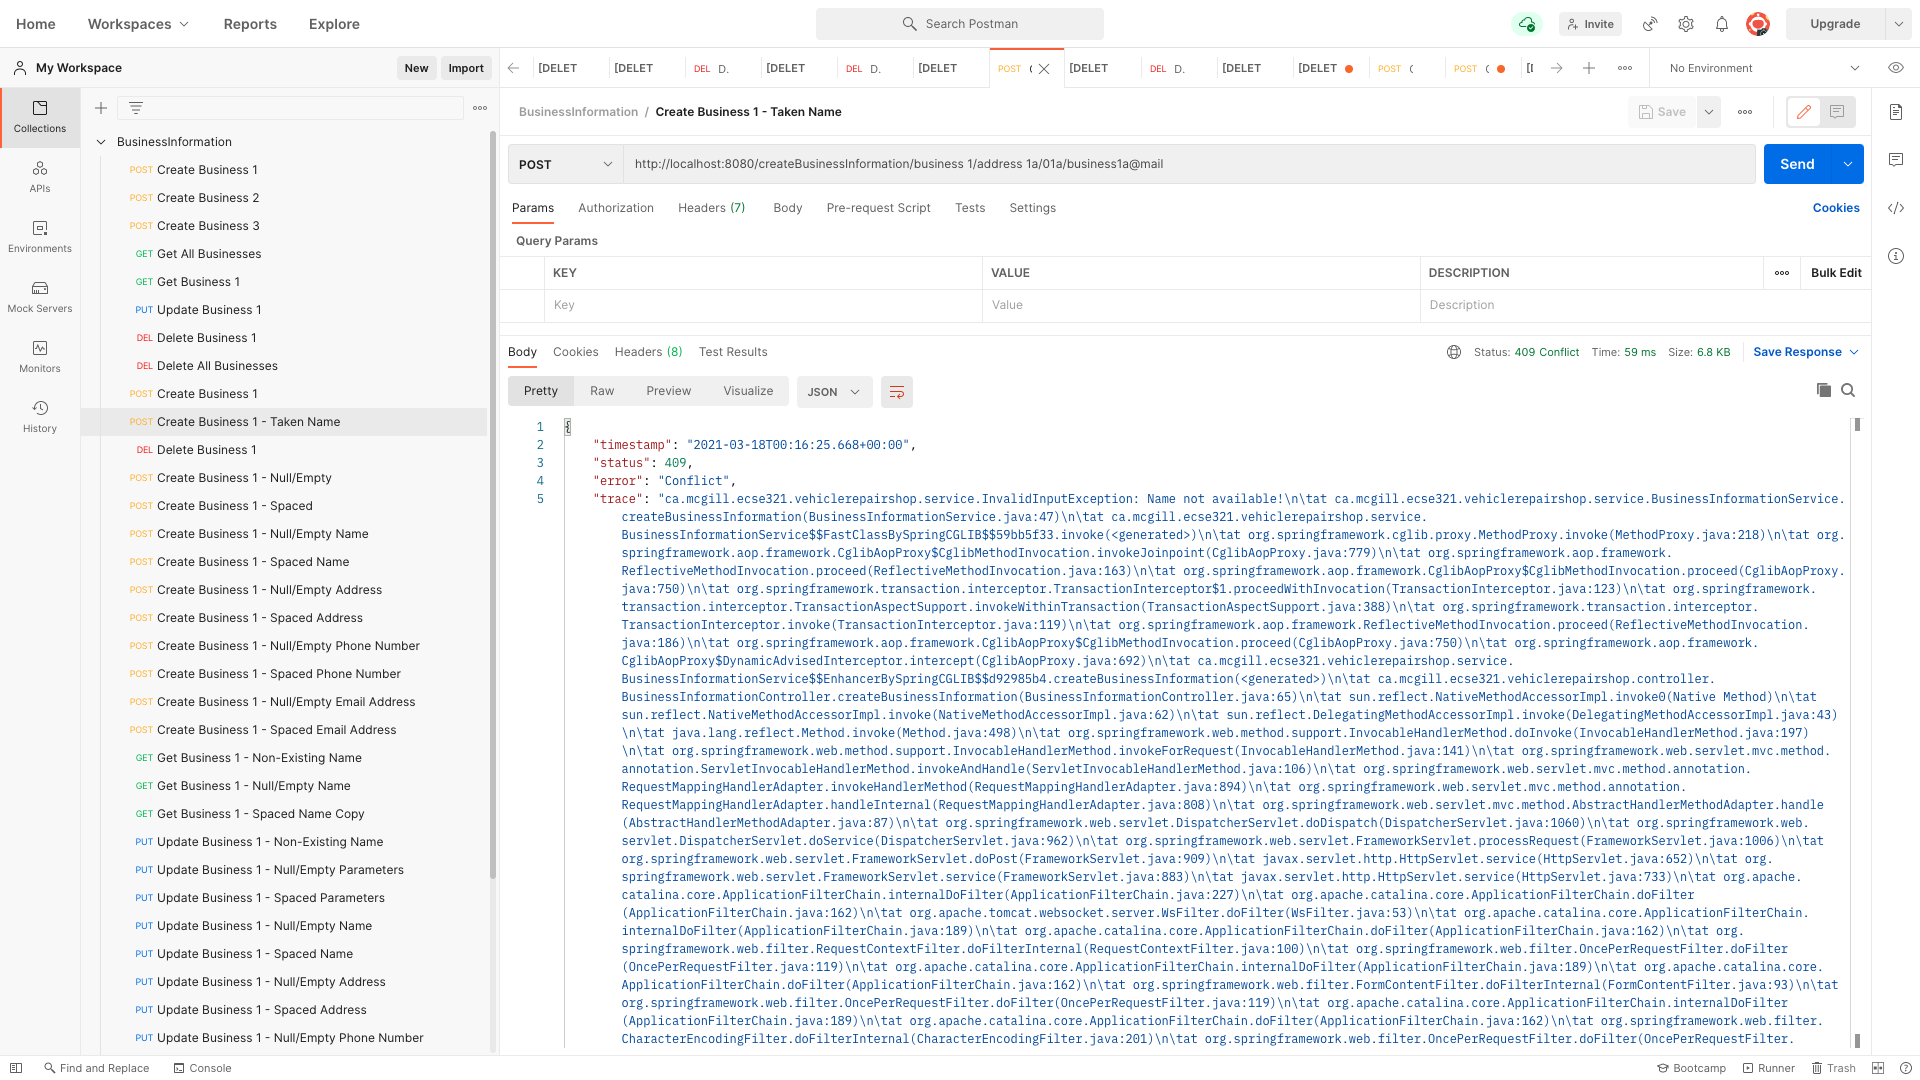 Home
Workspaces
Reports
Explore
Search Postman
Invite
Upgrade
My Workspace
New
Import
[DELET
[DELET
DEL D.
[DELET
DEL D.
[DELET
POST
[DELET
DEL D.
[DELET
[DELET
POST
POST
No Environment
Collections
APIs
Environments
Mock Servers
Monitors
History
BusinessInformation
POST Create Business 1
POST Create Business 2
POST Create Business 3
GET Get All Businesses
GET Get Business 1
PUT Update Business 1
DEL Delete Business 1
DEL Delete All Businesses
POST Create Business 1
POST Create Business 1 - Taken Name
DEL Delete Business 1
POST Create Business 1 - Null/Empty
POST Create Business 1 - Spaced
POST Create Business 1 - Null/Empty Name
POST Create Business 1 - Spaced Name
POST Create Business 1 - Null/Empty Address
POST Create Business 1 - Spaced Address
POST Create Business 1 - Null/Empty Phone Number
POST Create Business 1 - Spaced Phone Number
POST Create Business 1 - Null/Empty Email Address
POST Create Business 1 - Spaced Email Address
GET Get Business 1 - Non-Existing Name
GET Get Business 1 - Null/Empty Name
GET Get Business 1 - Spaced Name Copy
PUT Update Business 1 - Non-Existing Name
PUT Update Business 1 - Null/Empty Parameters
PUT Update Business 1 - Spaced Parameters
PUT Update Business 1 - Null/Empty Name
PUT Update Business 1 - Spaced Name
PUT Update Business 1 - Null/Empty Address
PUT Update Business 1 - Spaced Address
PUT Update Business 1 - Null/Empty Phone Number
BusinessInformation / Create Business 1 - Taken Name
Save
POST
http://localhost:8080/createBusinessInformation/business 1/address 1a/01a/business1a@mail
Send
Params
Authorization
Headers (7)
Body
Pre-request Script
Tests
Settings
Cookies
Query Params
KEY
VALUE
DESCRIPTION
Bulk Edit
Key
Value
Description
Body
Cookies
Headers (8)
Test Results
Status: 409 Conflict
Time: 59 ms
Size: 6.8 KB
Save Response
Pretty
Raw
Preview
Visualize
JSON
1 {
2 "timestamp": "2021-03-18T00:16:25.668+00:00",
3 "status": 409,
4 "error": "Conflict",
5 "trace": "ca.mcgill.ecse321.vehiclerepairshop.service.InvalidInputException: Name not available!\n\tat ca.mcgill.ecse321.vehiclerepairshop.service.BusinessInformationService.
createBusinessInformation(BusinessInformationService.java:47)\n\tat ca.mcgill.ecse321.vehiclerepairshop.service.
BusinessInformationService$$FastClassBySpringCGLIB$$59bb5f33.invoke(<generated>)\n\tat org.springframework.cglib.proxy.MethodProxy.invoke(MethodProxy.java:218)\n\tat org.
springframework.aop.framework.CglibAopProxy$CglibMethodInvocation.invokeJoinpoint(CglibAopProxy.java:779)\n\tat org.springframework.aop.framework.
ReflectiveMethodInvocation.proceed(ReflectiveMethodInvocation.java:163)\n\tat org.springframework.aop.framework.CglibAopProxy$CglibMethodInvocation.proceed(CglibAopProxy.
java:750)\n\tat org.springframework.transaction.interceptor.TransactionInterceptor$1.proceedWithInvocation(TransactionInterceptor.java:123)\n\tat org.springframework.
transaction.interceptor.TransactionAspectSupport.invokeWithinTransaction(TransactionAspectSupport.java:388)\n\tat org.springframework.transaction.interceptor.
TransactionInterceptor.invoke(TransactionInterceptor.java:119)\n\tat org.springframework.aop.framework.ReflectiveMethodInvocation.proceed(ReflectiveMethodInvocation.
java:186)\n\tat org.springframework.aop.framework.CglibAopProxy$CglibMethodInvocation.proceed(CglibAopProxy.java:750)\n\tat org.springframework.aop.framework.
CglibAopProxy$DynamicAdvisedInterceptor.intercept(CglibAopProxy.java:692)\n\tat ca.mcgill.ecse321.vehiclerepairshop.service.
BusinessInformationService$$EnhancerBySpringCGLIB$$d92985b4.createBusinessInformation(<generated>)\n\tat ca.mcgill.ecse321.vehiclerepairshop.controller.
BusinessInformationController.createBusinessInformation(BusinessInformationController.java:65)\n\tat sun.reflect.NativeMethodAccessorImpl.invoke0(Native Method)\n\tat
sun.reflect.NativeMethodAccessorImpl.invoke(NativeMethodAccessorImpl.java:62)\n\tat sun.reflect.DelegatingMethodAccessorImpl.invoke(DelegatingMethodAccessorImpl.java:43)
\n\tat java.lang.reflect.Method.invoke(Method.java:498)\n\tat org.springframework.web.method.support.InvocableHandlerMethod.doInvoke(InvocableHandlerMethod.java:197)
\n\tat org.springframework.web.method.support.InvocableHandlerMethod.invokeForRequest(InvocableHandlerMethod.java:141)\n\tat org.springframework.web.servlet.mvc.method.
annotation.ServletInvocableHandlerMethod.invokeAndHandle(ServletInvocableHandlerMethod.java:106)\n\tat org.springframework.web.servlet.mvc.method.annotation.
RequestMappingHandlerAdapter.invokeHandlerMethod(RequestMappingHandlerAdapter.java:894)\n\tat org.springframework.web.servlet.mvc.method.annotation.
RequestMappingHandlerAdapter.handleInternal(RequestMappingHandlerAdapter.java:808)\n\tat org.springframework.web.servlet.mvc.method.AbstractHandlerMethodAdapter.handle
(AbstractHandlerMethodAdapter.java:87)\n\tat org.springframework.web.servlet.DispatcherServlet.doDispatch(DispatcherServlet.java:1060)\n\tat org.springframework.web.
servlet.DispatcherServlet.doService(DispatcherServlet.java:962)\n\tat org.springframework.web.servlet.FrameworkServlet.processRequest(FrameworkServlet.java:1006)\n\tat
org.springframework.web.servlet.FrameworkServlet.doPost(FrameworkServlet.java:909)\n\tat javax.servlet.http.HttpServlet.service(HttpServlet.java:652)\n\tat org.
springframework.web.servlet.FrameworkServlet.service(FrameworkServlet.java:883)\n\tat javax.servlet.http.HttpServlet.service(HttpServlet.java:733)\n\tat org.apache.
catalina.core.ApplicationFilterChain.internalDoFilter(ApplicationFilterChain.java:227)\n\tat org.apache.catalina.core.ApplicationFilterChain.doFilter
(ApplicationFilterChain.java:162)\n\tat org.apache.tomcat.websocket.server.WsFilter.doFilter(WsFilter.java:53)\n\tat org.apache.catalina.core.ApplicationFilterChain.
internalDoFilter(ApplicationFilterChain.java:189)\n\tat org.apache.catalina.core.ApplicationFilterChain.doFilter(ApplicationFilterChain.java:162)\n\tat org.
springframework.web.filter.RequestContextFilter.doFilterInternal(RequestContextFilter.java:100)\n\tat org.springframework.web.filter.OncePerRequestFilter.doFilter
(OncePerRequestFilter.java:119)\n\tat org.apache.catalina.core.ApplicationFilterChain.internalDoFilter(ApplicationFilterChain.java:189)\n\tat org.apache.catalina.core.
ApplicationFilterChain.doFilter(ApplicationFilterChain.java:162)\n\tat org.springframework.web.filter.FormContentFilter.doFilterInternal(FormContentFilter.java:93)\n\tat
org.springframework.web.filter.OncePerRequestFilter.doFilter(OncePerRequestFilter.java:119)\n\tat org.apache.catalina.core.ApplicationFilterChain.internalDoFilter
(ApplicationFilterChain.java:189)\n\tat org.apache.catalina.core.ApplicationFilterChain.doFilter(ApplicationFilterChain.java:162)\n\tat org.springframework.web.filter.
CharacterEncodingFilter.doFilterInternal(CharacterEncodingFilter.java:201)\n\tat org.springframework.web.filter.OncePerRequestFilter.doFilter(OncePerRequestFilter.
Find and Replace
Console
Bootcamp
Runner
Trash